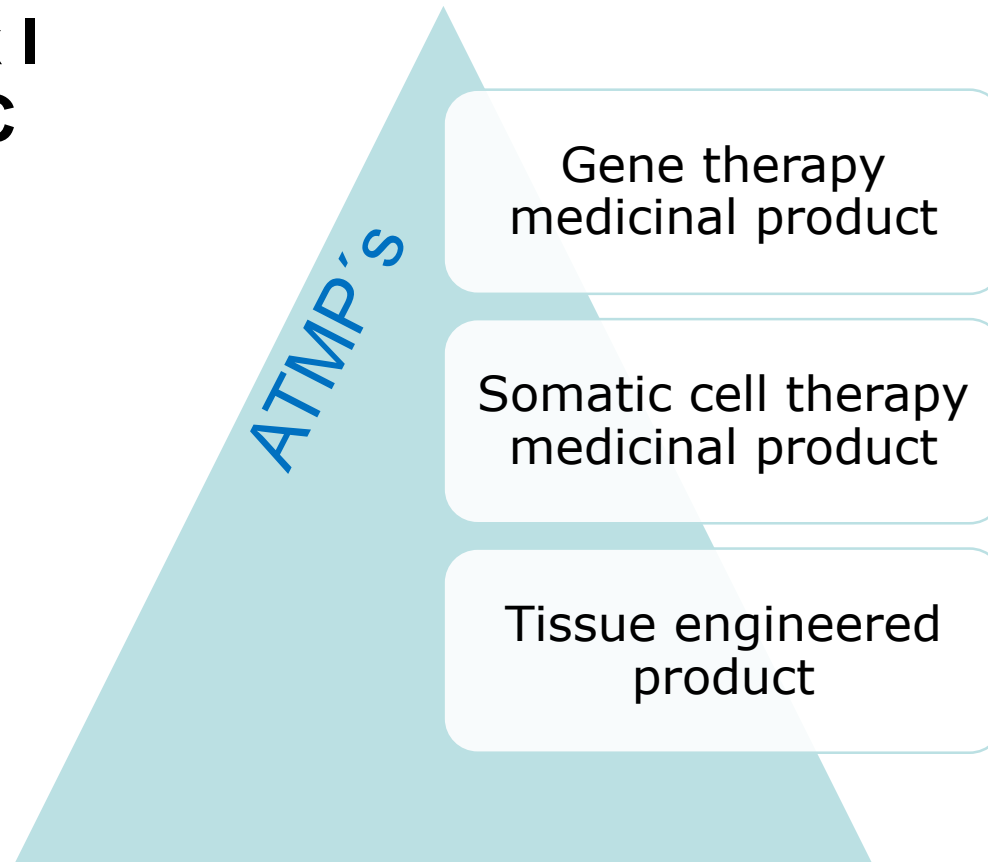 I
C
Gene therapy
medicinal product
ATMP´s
Somatic cell therapy
medicinal product
Tissue engineered
product